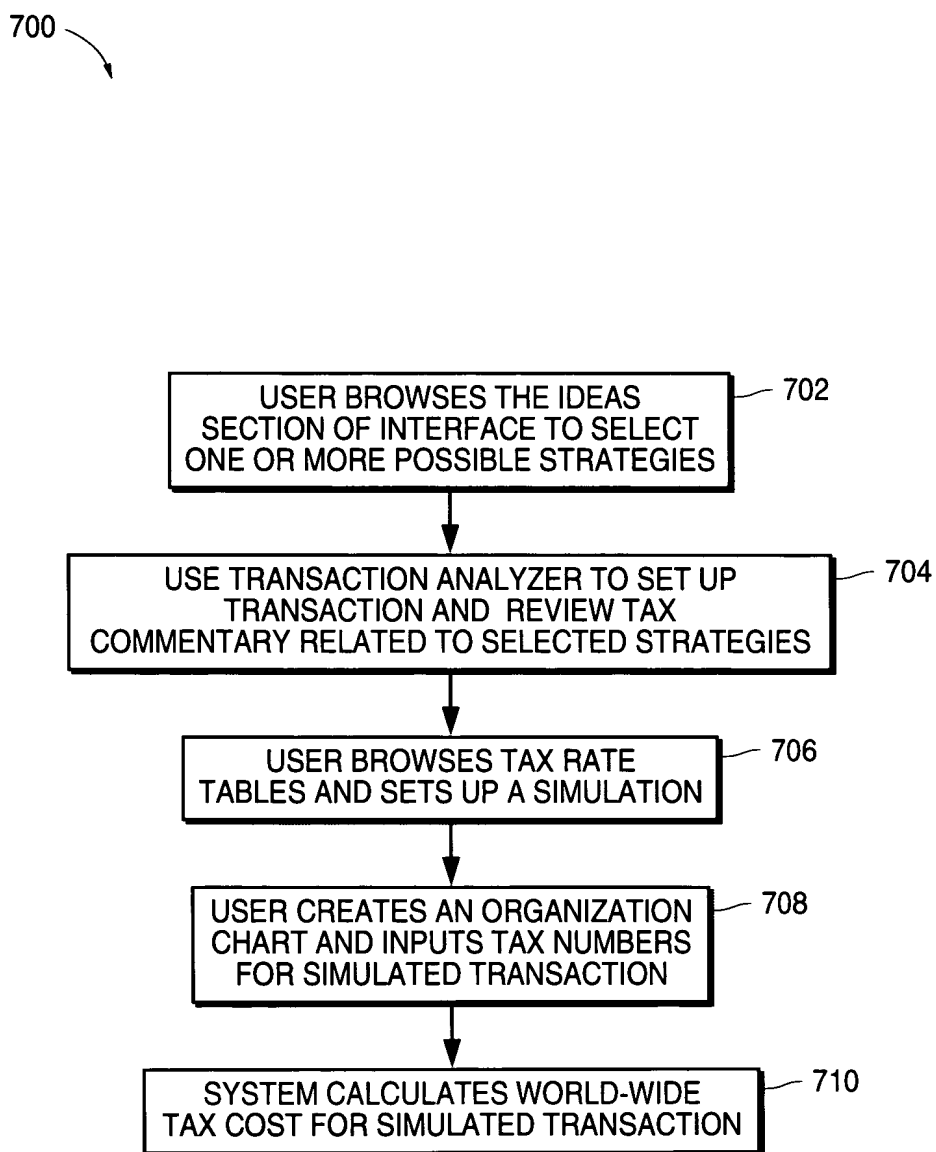 700
USER BROWSES THE IDEAS
SECTION OF INTERFACE TO SELECT
ONE OR MORE POSSIBLE STRATEGIES
702
USE TRANSACTION ANALYZER TO SET UP
TRANSACTION AND REVIEW TAX
COMMENTARY RELATED TO SELECTED STRATEGIES
704
USER BROWSES TAX RATE
TABLES AND SETS UP A SIMULATION
706
USER CREATES AN ORGANIZATION
CHART AND INPUTS TAX NUMBERS
FOR SIMULATED TRANSACTION
708
SYSTEM CALCULATES WORLD-WIDE
TAX COST FOR SIMULATED TRANSACTION
710